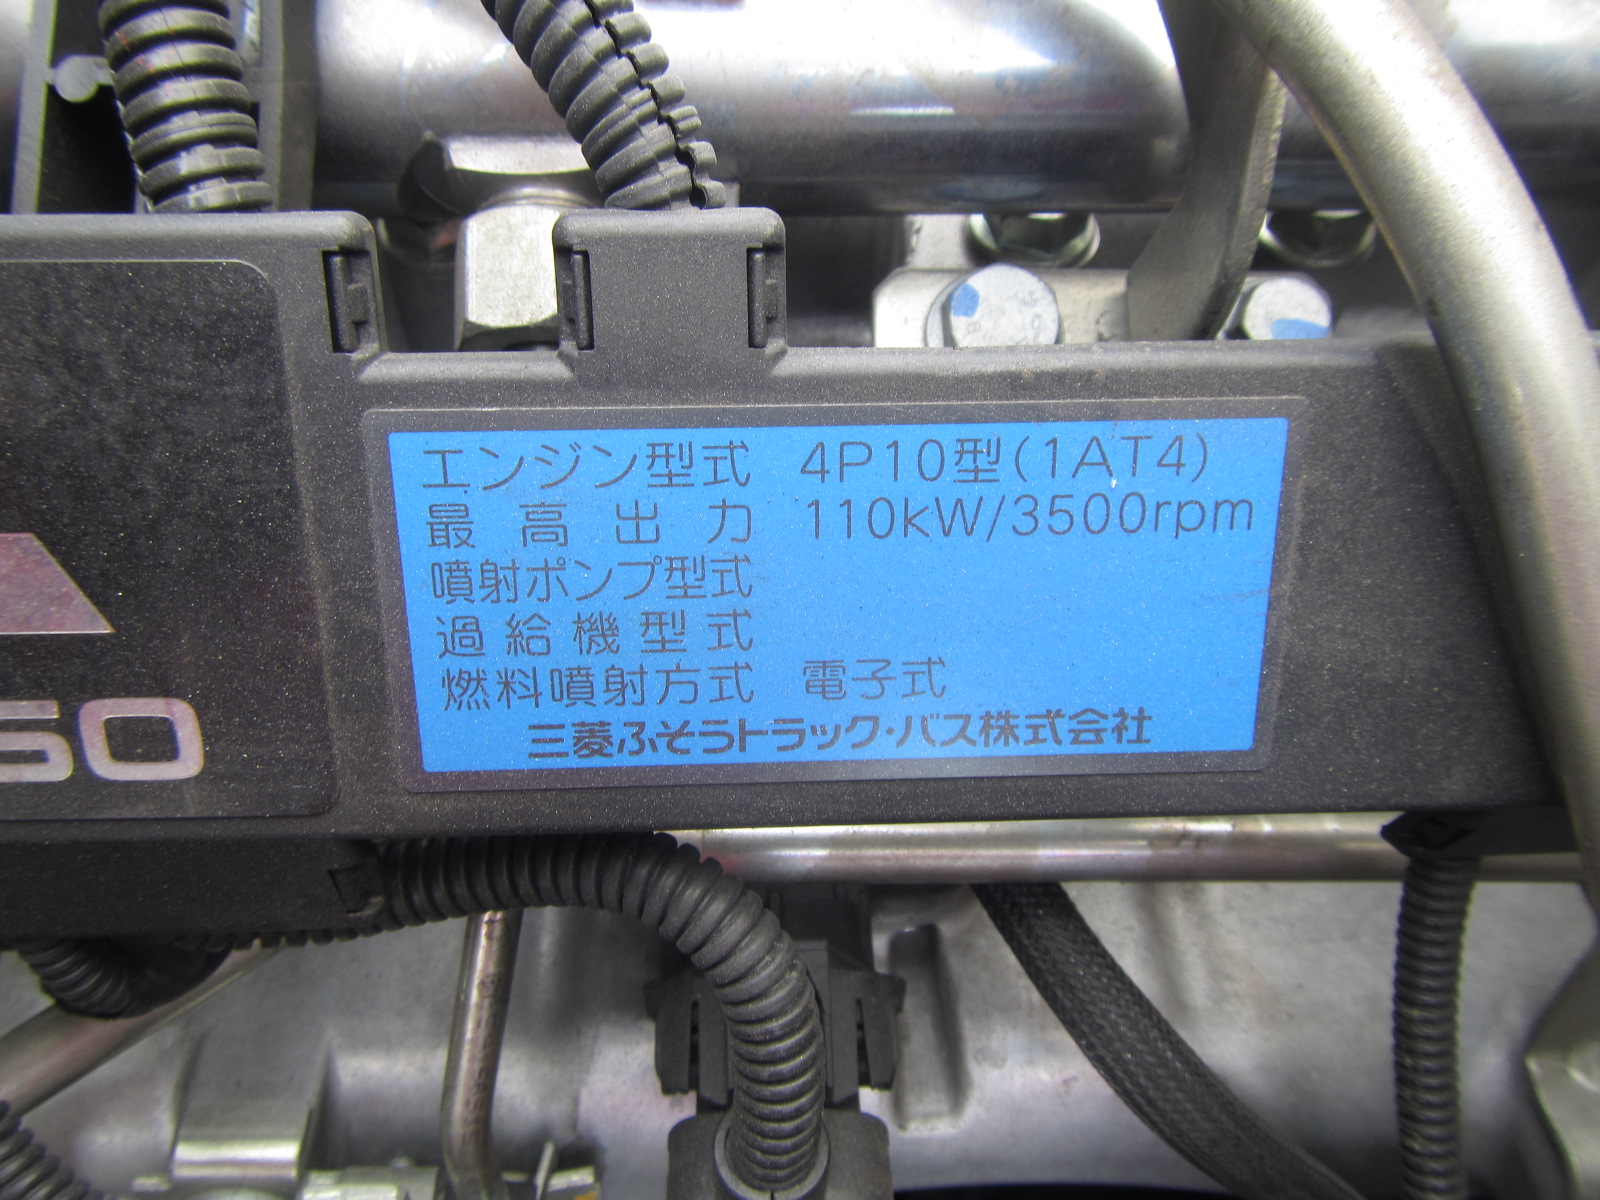 エンジン型式 4P10型(1AT4)
最高出力 110kW/3500rpm
噴射ポンプ型式
過給機型式
燃料噴射方式 電子式
三菱ふそうトラック・バス株式会社
50